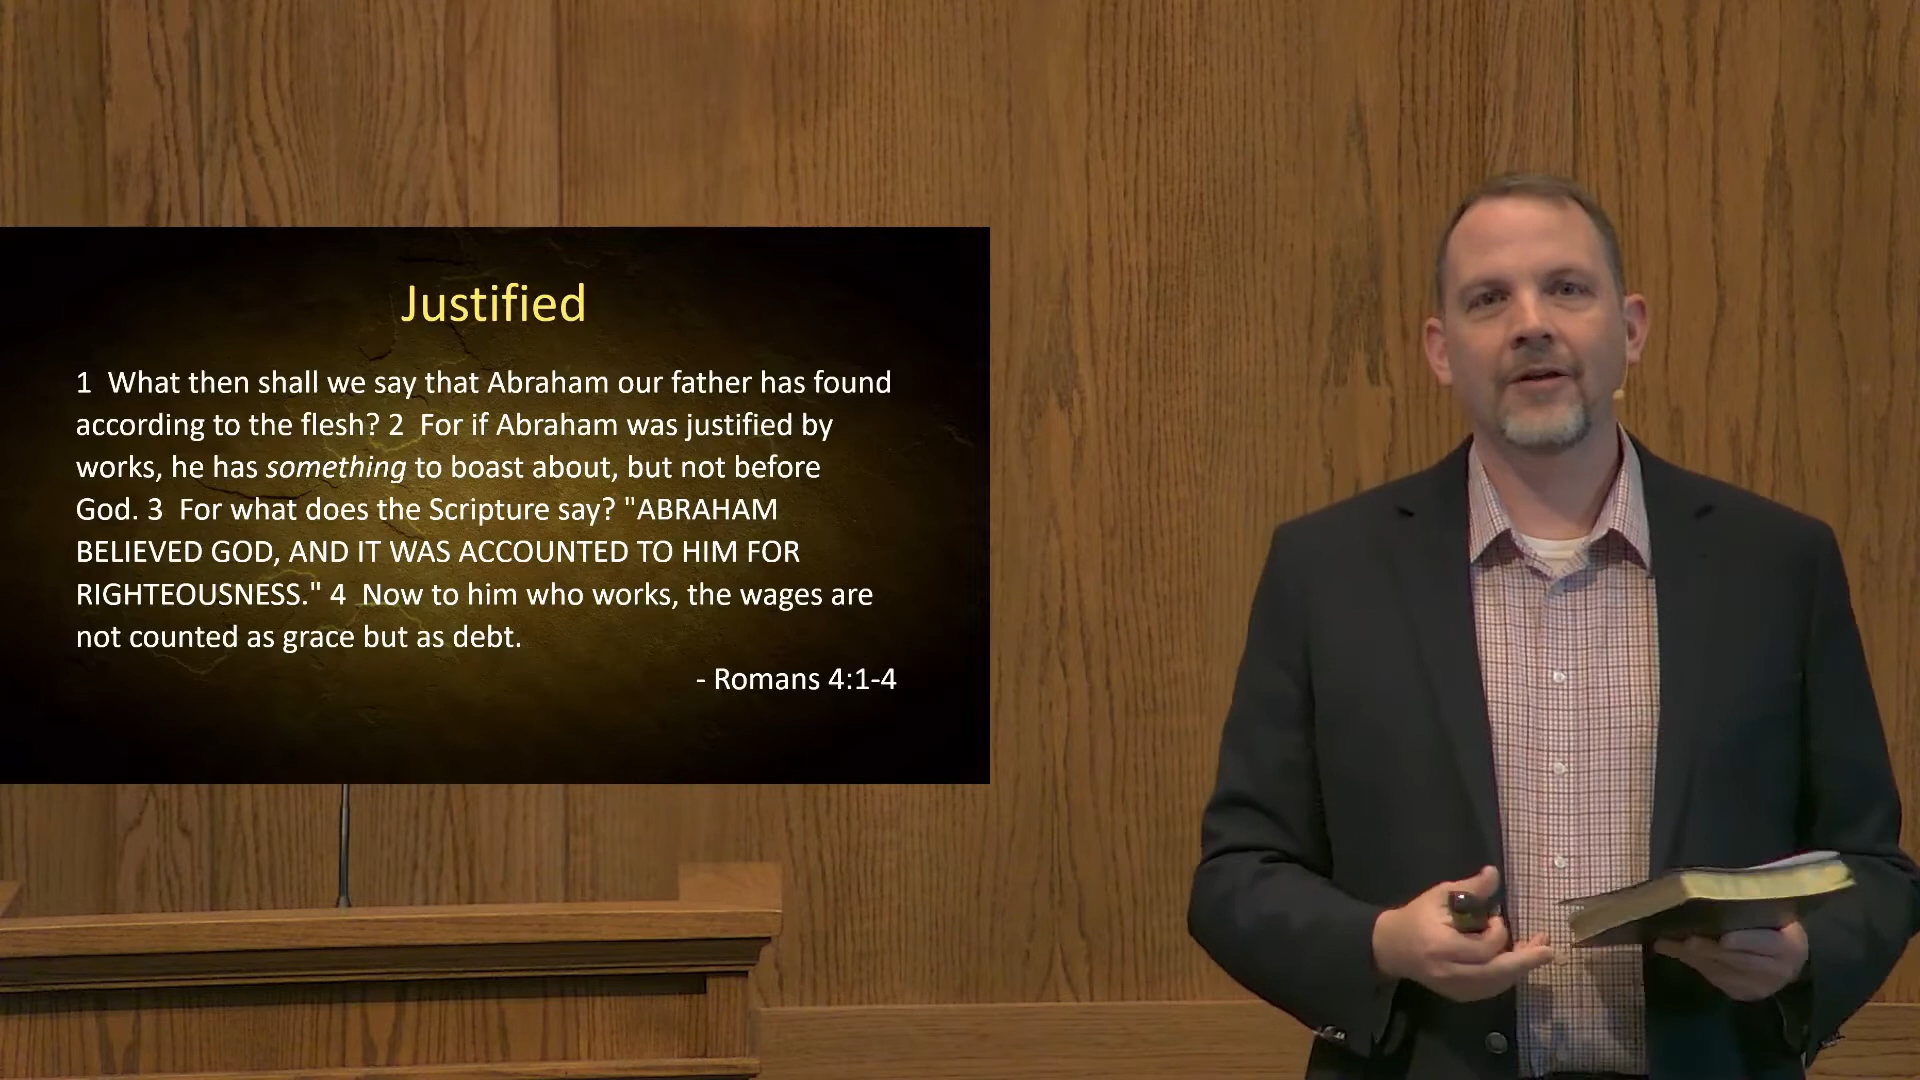 Justified
1 What then shall we say that Abraham our father has found
according to the flesh? 2 For if Abraham was justified by
works, he has something to boast about, but not before
God. 3 For what does the Scripture say? "ABRAHAM
BELIEVED GOD, AND IT WAS ACCOUNTED TO HIM FOR
RIGHTEOUSNESS." 4 Now to him who works, the wages are
not counted as grace but as debt.
- Romans 4:1-4